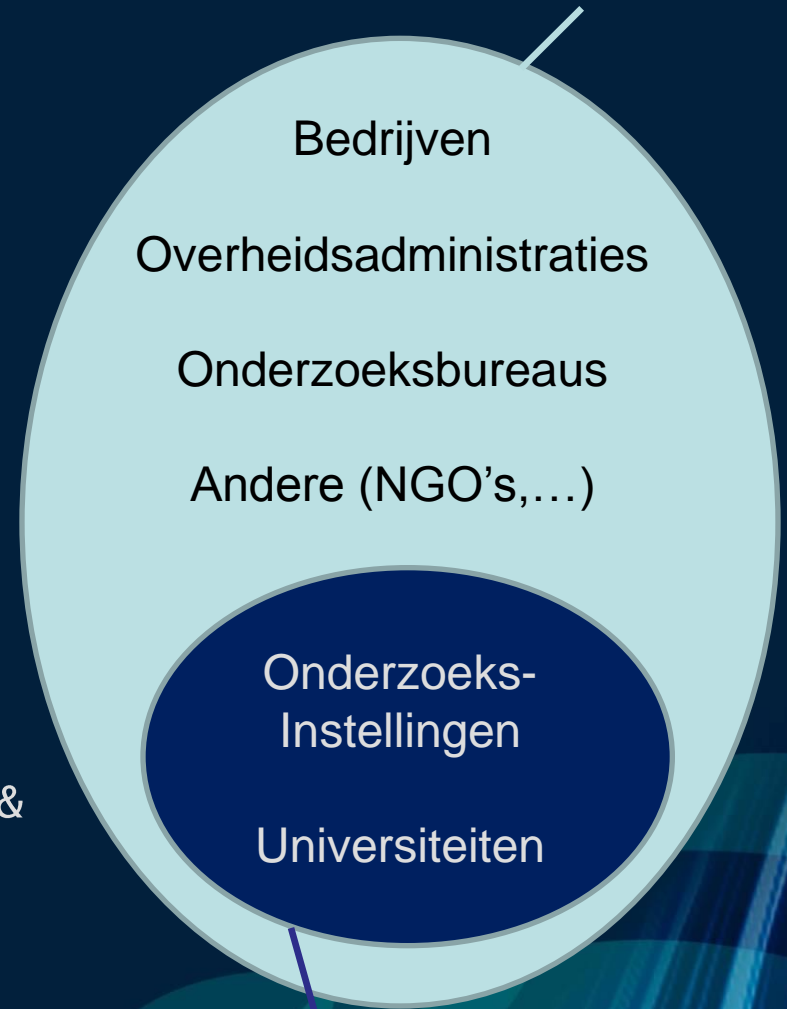 Bedrijven
Overheidsadministraties
Onderzoeksbureaus
Andere (NGO’s,…)
Onderzoeks-
Instellingen
&
Universiteiten